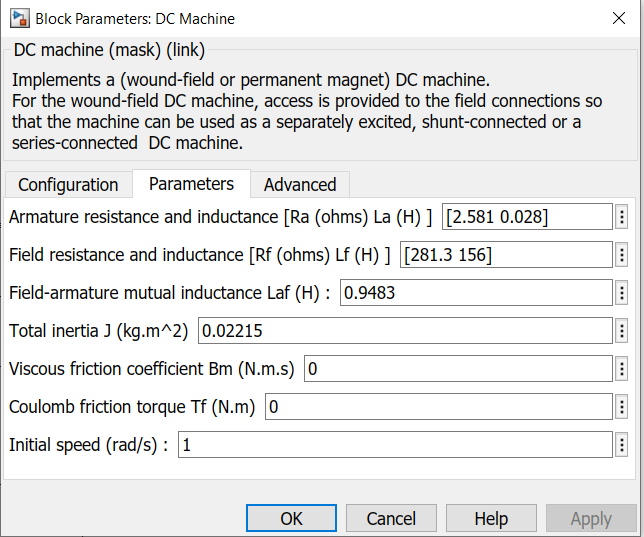 Block Parameters: DC Machine
DC machine (mask) (link)
Implements a (wound-field or permanent magnet) DC machine.
For the wound-field DC machine, access is provided to the field connections so
that the machine can be used as a separately excited, shunt-connected or a
series-connected  DC machine.
Configuration Parameters Advanced
Armature resistance and inductance [Ra (ohms) La (H) ] [2.581 0.028]
Field resistance and inductance [Rf (ohms) Lf (H) ] [281.3 156]
Field-armature mutual inductance Laf (H) : 0.9483
Total inertia J (kg.m^2) 0.02215
Viscous friction coefficient Bm (N.m.s) 0
Coulomb friction torque Tf (N.m) 0
Initial speed (rad/s) : 1
OK Cancel Help Apply